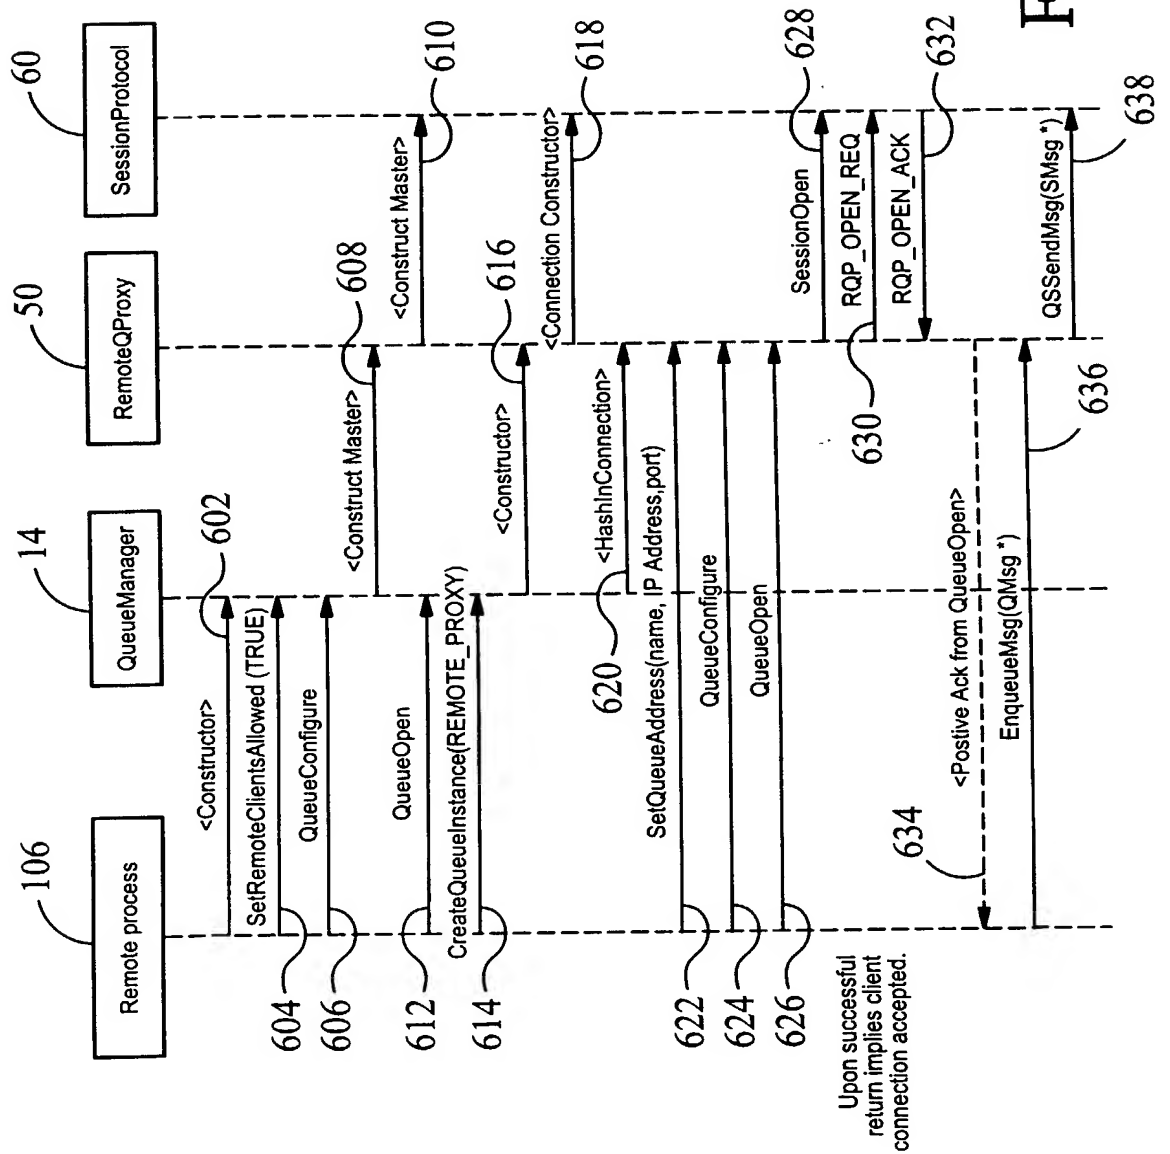 106
14
50
60
Remote process
QueueManager
RemoteQProxy
SessionProtocol
<Constructor>
602
SetRemoteClientsAllowed (TRUE)
604
QueueConfigure
606
<Construct Master>
608
<Construct Master>
610
QueueOpen
612
CreateQueueInstance(REMOTE_PROXY)
614
<Constructor>
616
<Connection Constructor>
618
<HashInConnection>
620
SetQueueAddress(name, IP Address,port)
622
QueueConfigure
624
QueueOpen
626
SessionOpen
628
RQP_OPEN_REQ
630
RQP_OPEN_ACK
632
Upon successful
return implies client
connection accepted.
<Postive Ack from QueueOpen>
634
EnqueueMsg(QMsg *)
636
QSSendMsg(SMsg *)
638